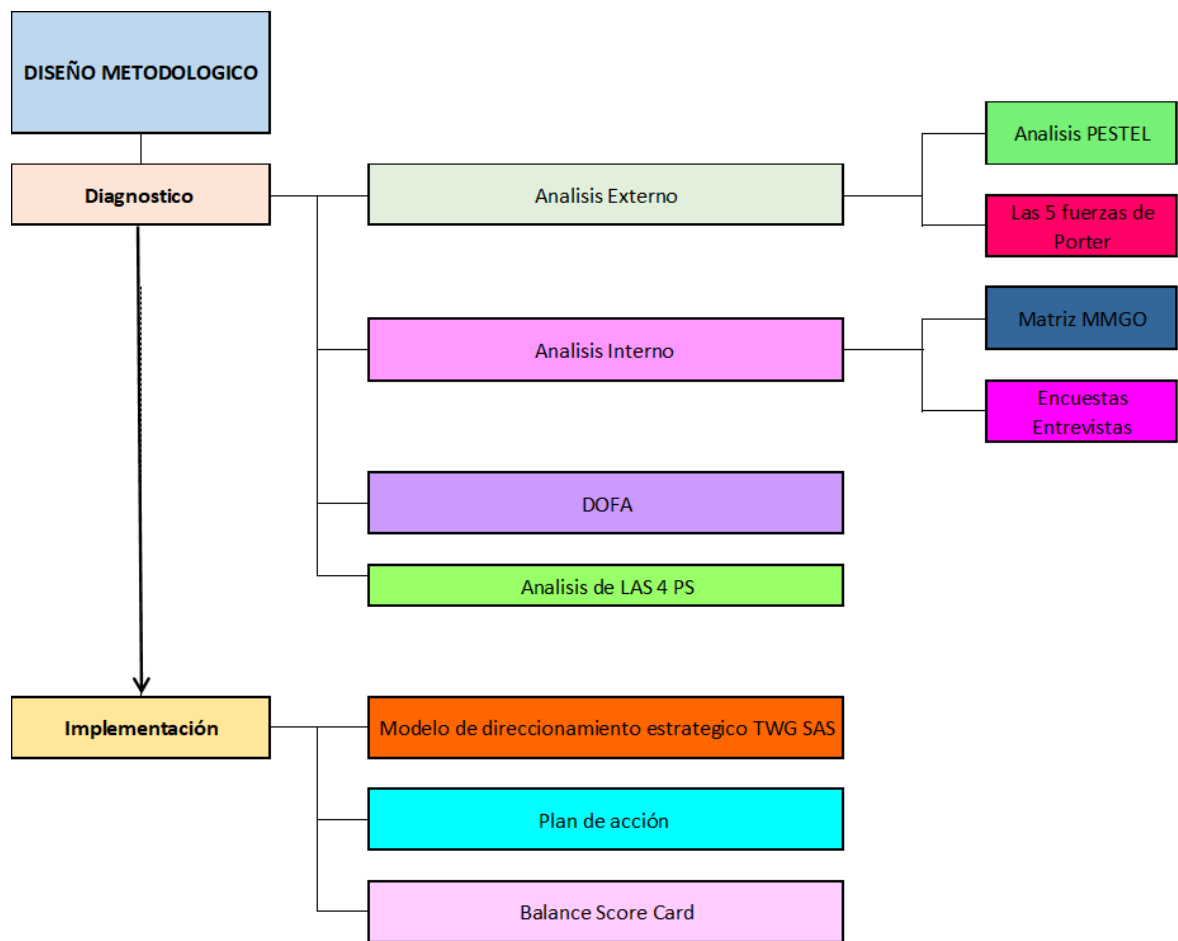 DISEÑO METODOLOGICO
Diagnostico
Analisis Externo
Analisis PESTEL
Las 5 fuerzas de
Porter
Analisis Interno
Matriz MMGO
Encuestas
Entrevistas
DOFA
Analisis de LAS 4 PS
Implementación
Modelo de direccionamiento estrategico TWG SAS
Plan de acción
Balance Score Card